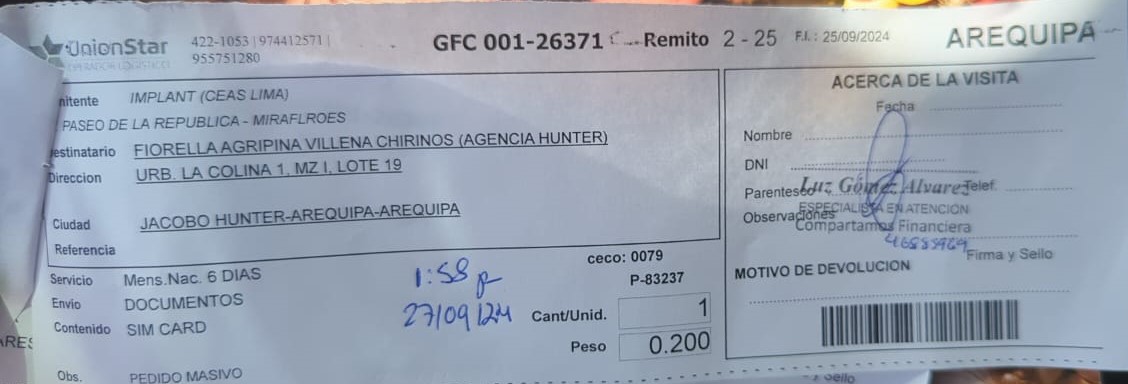 UnionStar
OPERADOR LOGISTICO
422-1053 | 974412571 |
955751280
GFC 001-26371
Remito 2 - 25 F.I. : 25/09/2024
AREQUIPA
nitente IMPLANT (CEAS LIMA)
PASEO DE LA REPUBLICA - MIRAFLROES
estinatario FIORELLA AGRIPINA VILLENA CHIRINOS (AGENCIA HUNTER)
Direccion URB. LA COLINA 1, MZ I, LOTE 19
Ciudad JACOBO HUNTER-AREQUIPA-AREQUIPA
Referencia
Servicio Mens.Nac. 6 DIAS
Envio DOCUMENTOS
Contenido SIM CARD
Obs. PEDIDO MASIVO
1:58 p
27/09/24
ceco: 0079
P-83237
Cant/Unid. 1
Peso 0.200
ACERCA DE LA VISITA
Fecha
Nombre
DNI
Parentesco Telef.
Luz Gómez Alvarez
ESPECIALISTA EN ATENCION
Observaciones
Compartamos Financiera
Firma y Sello
MOTIVO DE DEVOLUCION
ARES